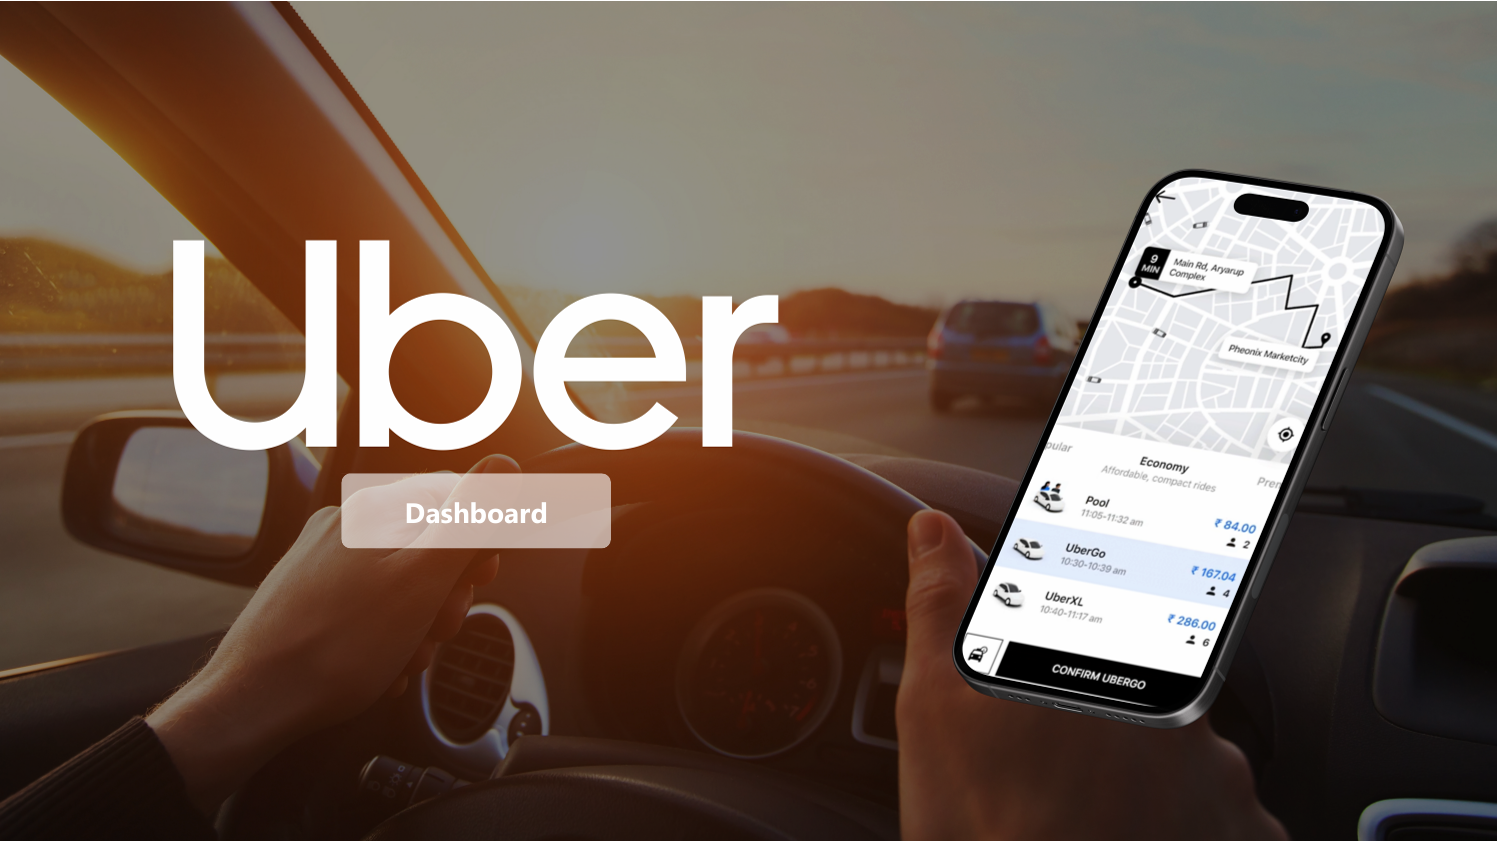 Uber
Dashboard
9
MIN
Main Rd, Aryarup
Complex
Pheonix Marketcity
pular
Economy
Prem
Affordable, compact rides
Pool
11:05-11:32 am
₹ 84.00
2
UberGo
10:30-10:39 am
₹ 167.04
4
UberXL
10:40-11:17 am
₹ 286.00
6
CONFIRM UBERGO